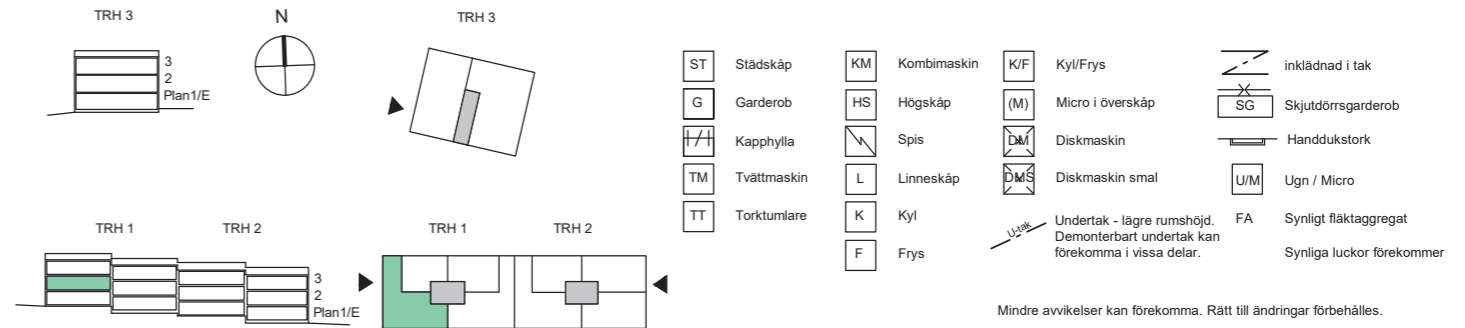 TRH 3
N
TRH 3
3
2
Plan1/E
TRH 1
TRH 2
3
2
Plan1/E
TRH 1
TRH 2
ST Städskåp
G Garderob
Kapphylla
TM Tvättmaskin
TT Torktumlare
KM Kombimaskin
HS Högskåp
Spis
L Linneskåp
K Kyl
F Frys
K/F Kyl/Frys
(M) Micro i överskåp
DM Diskmaskin
DMS Diskmaskin smal
U-tak Undertak - lägre rumshöjd.
Demonterbart undertak kan
förekomma i vissa delar.
inklädnad i tak
SG Skjutdörrsgarderob
Handdukstork
U/M Ugn / Micro
FA Synligt fläktaggregat
Synliga luckor förekommer
Mindre avvikelser kan förekomma. Rätt till ändringar förbehålles.